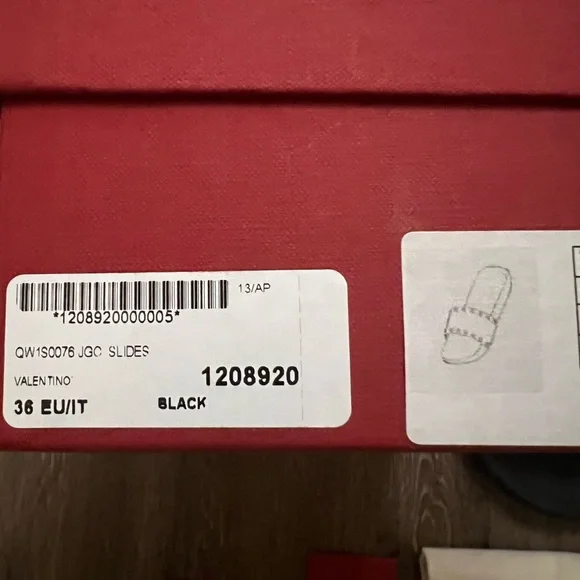 13/AP
*1208920000005*
QW1S0076 JGC SLIDES
VALENTINO
1208920
36 EU/IT
BLACK